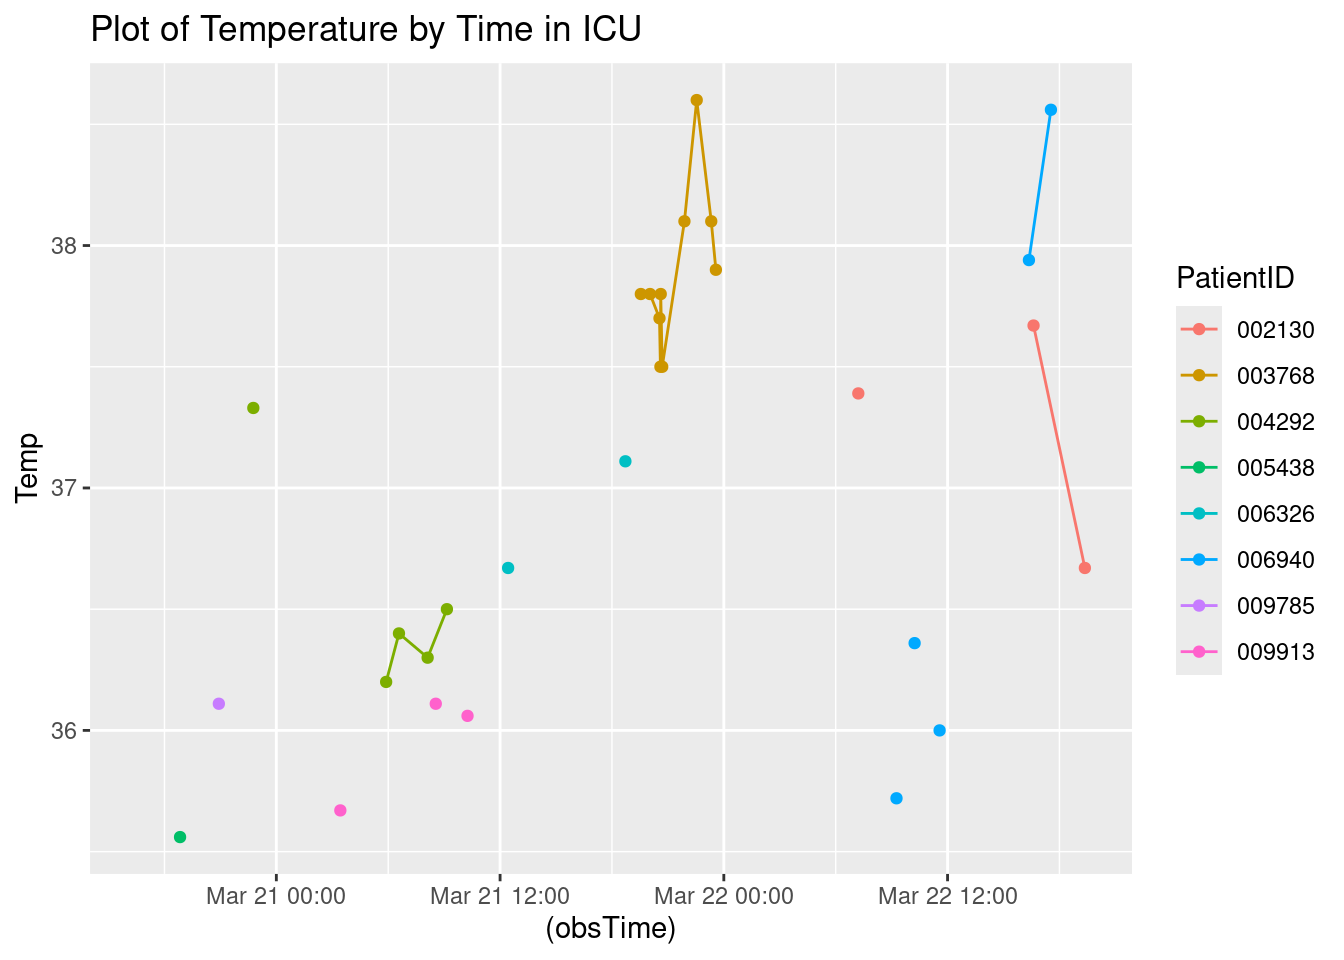 Plot of Temperature by Time in ICU
Temp
38
37
36
Mar 21 00:00
Mar 21 12:00
Mar 22 00:00
Mar 22 12:00
(obsTime)
PatientID
002130
003768
004292
005438
006326
006940
009785
009913